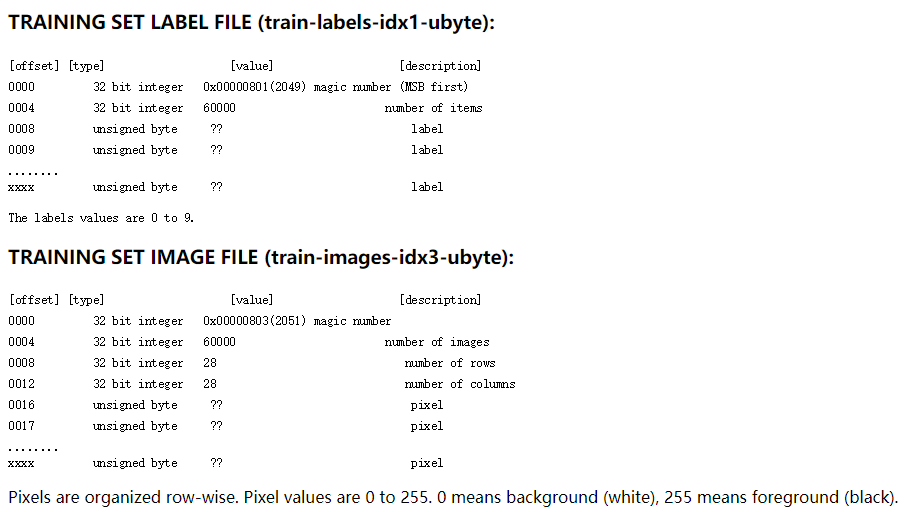 TRAINING SET LABEL FILE (train-labels-idx1-ubyte):
[offset] [type] [value] [description]
0000 32 bit integer 0x00000801(2049) magic number (MSB first)
0004 32 bit integer 60000 number of items
0008 unsigned byte ?? label
0009 unsigned byte ?? label
........
xxxx unsigned byte ?? label
The labels values are 0 to 9.
TRAINING SET IMAGE FILE (train-images-idx3-ubyte):
[offset] [type] [value] [description]
0000 32 bit integer 0x00000803(2051) magic number
0004 32 bit integer 60000 number of images
0008 32 bit integer 28 number of rows
0012 32 bit integer 28 number of columns
0016 unsigned byte ?? pixel
0017 unsigned byte ?? pixel
........
xxxx unsigned byte ?? pixel
Pixels are organized row-wise. Pixel values are 0 to 255. 0 means background (white), 255 means foreground (black).